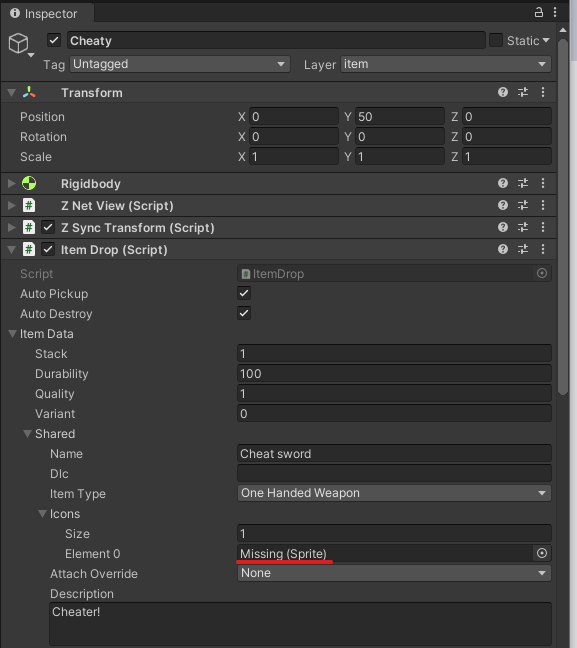 Inspector
Cheaty Static
Tag Untagged Layer item
Transform
Position X 0 Y 50 Z 0
Rotation X 0 Y 0 Z 0
Scale X 1 Y 1 Z 1
Rigidbody
# Z Net View (Script)
# Z Sync Transform (Script)
# Item Drop (Script)
Script # ItemDrop
Auto Pickup
Auto Destroy
Item Data
Stack 1
Durability 100
Quality 1
Variant 0
Shared
Name Cheat sword
Dlc
Item Type One Handed Weapon
Icons
Size 1
Element 0 Missing (Sprite)
Attach Override None
Description
Cheater!